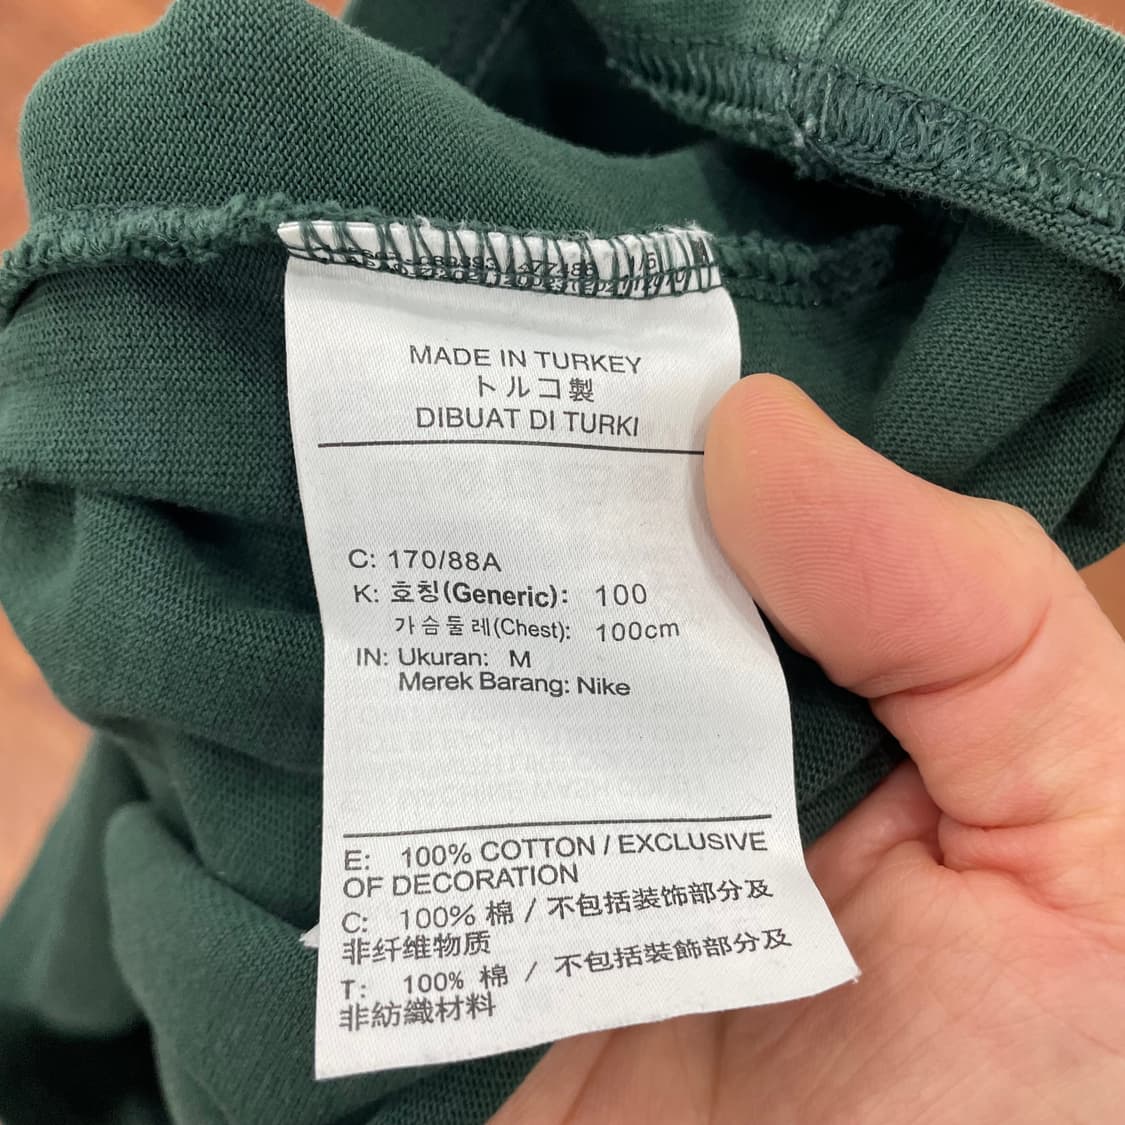 MADE IN TURKEY
トルコ製
DIBUAT DI TURKI
C: 170/88A
K: 호칭(Generic): 100
가슴둘레(Chest): 100cm
IN: Ukuran: M
Merek Barang: Nike
E: 100% COTTON / EXCLUSIVE
OF DECORATION
C: 100% 棉 / 不包括装饰部分及
非纤维物质
T: 100% 棉 / 不包括裝飾部分及
非紡織材料